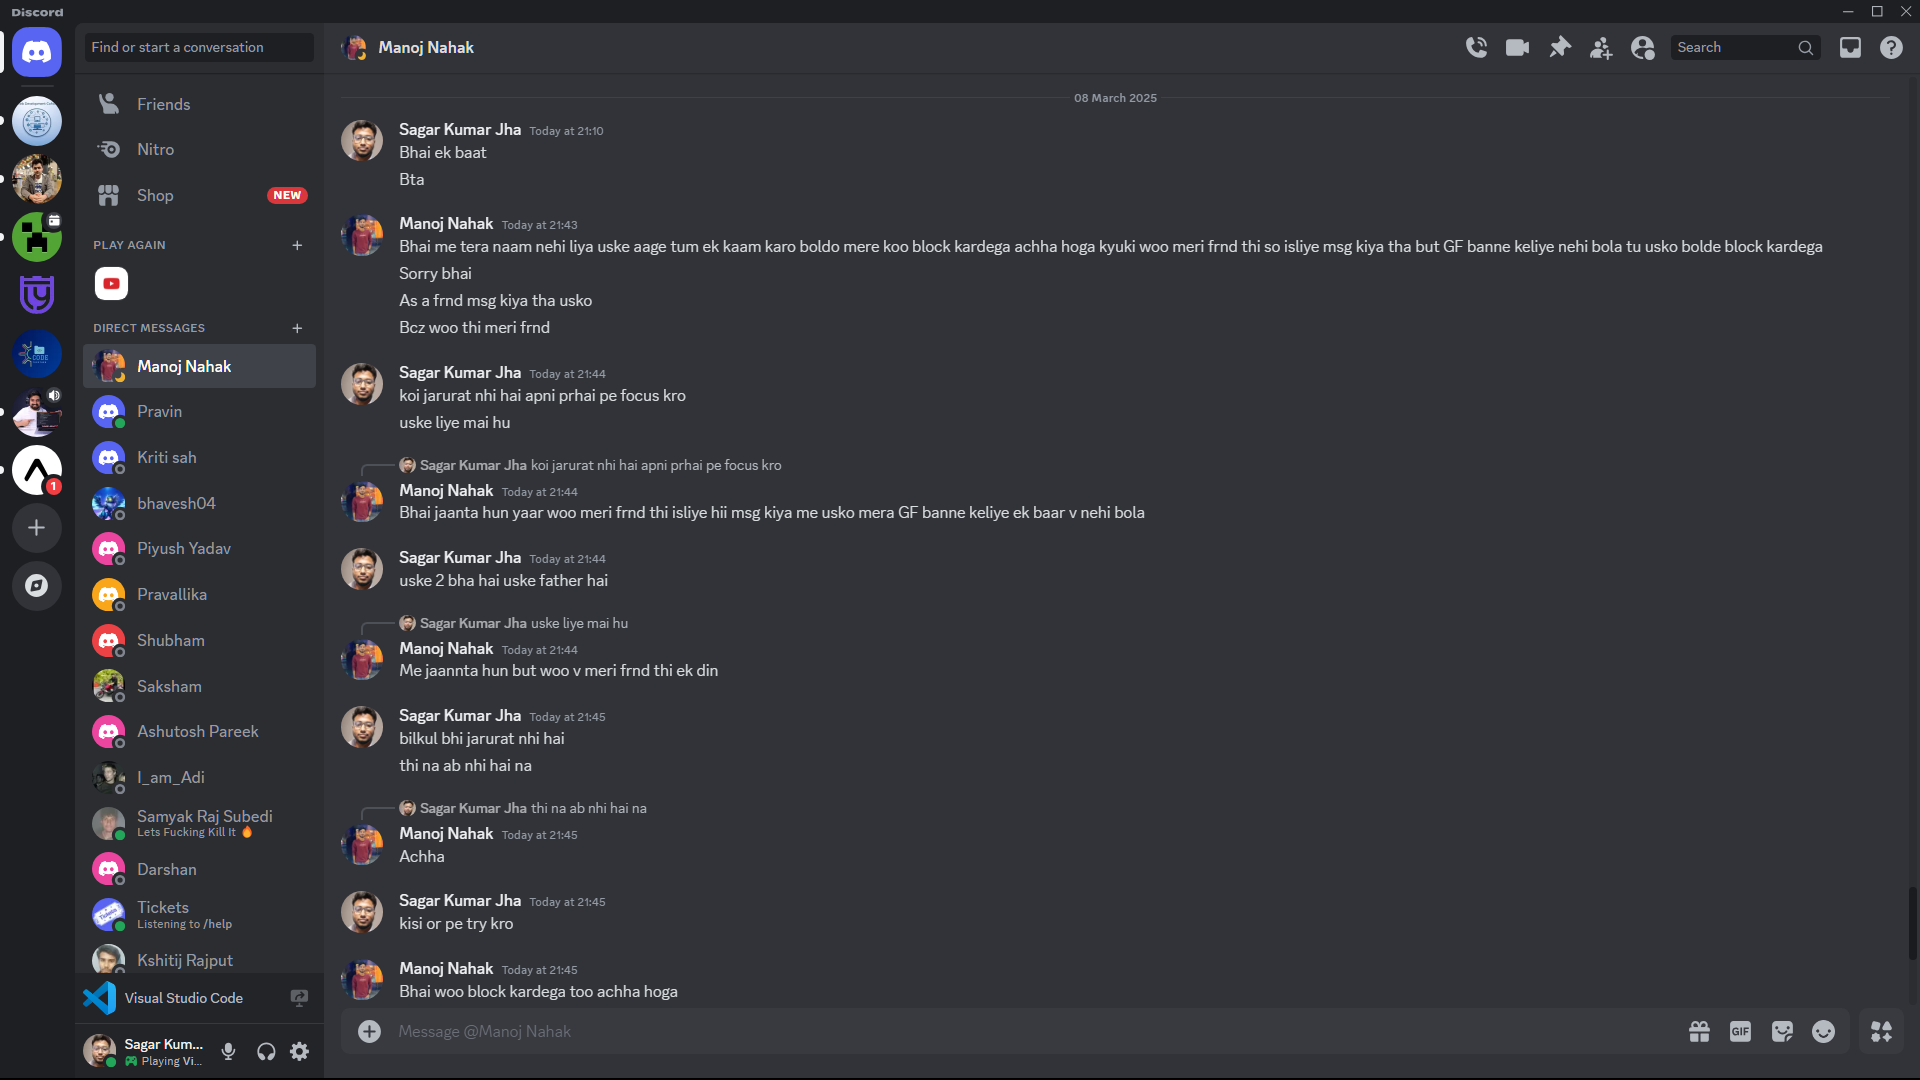 Discord
Find or start a conversation
Friends
Nitro
Shop
NEW
PLAY AGAIN
DIRECT MESSAGES
Manoj Nahak
Pravin
Kriti sah
bhavesh04
Piyush Yadav
Pravallika
Shubham
Saksham
Ashutosh Pareek
I_am_Adi
Samyak Raj Subedi
Lets Fucking Kill It 🔥
Darshan
Tickets
Listening to /help
Kshitij Rajput
Visual Studio Code
Sagar Kum...
Playing Vi...
1
CODE
Manoj Nahak
Search
08 March 2025
Sagar Kumar Jha Today at 21:10
Bhai ek baat
Bta
Manoj Nahak Today at 21:43
Bhai me tera naam nehi liya uske aage tum ek kaam karo boldo mere koo block kardega achha hoga kyuki woo meri frnd thi so isliye msg kiya tha but GF banne keliye nehi bola tu usko bolde block kardega
Sorry bhai
As a frnd msg kiya tha usko
Bcz woo thi meri frnd
Sagar Kumar Jha Today at 21:44
koi jarurat nhi hai apni prhai pe focus kro
uske liye mai hu
Sagar Kumar Jha koi jarurat nhi hai apni prhai pe focus kro
Manoj Nahak Today at 21:44
Bhai jaanta hun yaar woo meri frnd thi isliye hii msg kiya me usko mera GF banne keliye ek baar v nehi bola
Sagar Kumar Jha Today at 21:44
uske 2 bha hai uske father hai
Sagar Kumar Jha uske liye mai hu
Manoj Nahak Today at 21:44
Me jaannta hun but woo v meri frnd thi ek din
Sagar Kumar Jha Today at 21:45
bilkul bhi jarurat nhi hai
thi na ab nhi hai na
Sagar Kumar Jha thi na ab nhi hai na
Manoj Nahak Today at 21:45
Achha
Sagar Kumar Jha Today at 21:45
kisi or pe try kro
Manoj Nahak Today at 21:45
Bhai woo block kardega too achha hoga
Message @Manoj Nahak
GIF